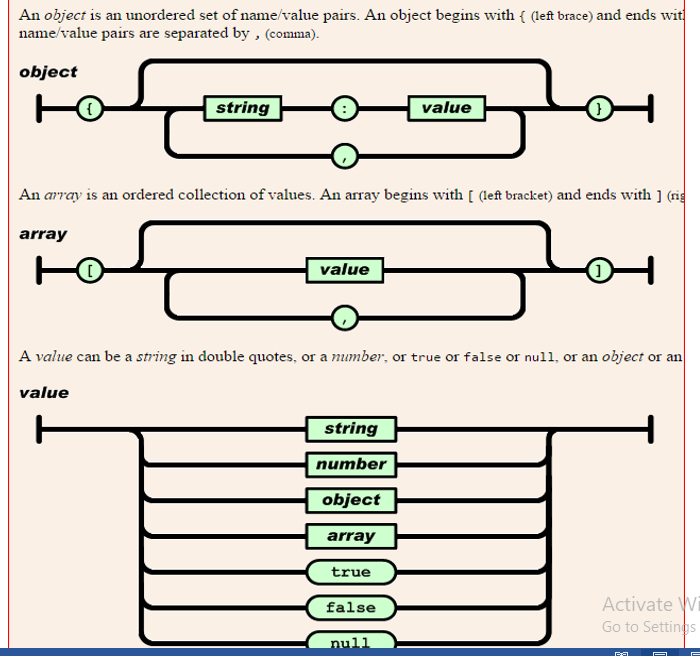 An object is an unordered set of name/value pairs. An object begins with { (left brace) and ends
name/value pairs are separated by , (comma).
object
{ string : value }
,
An array is an ordered collection of values. An array begins with [ (left bracket) and ends with ]
array
[ value ]
,
A value can be a string in double quotes, or a number, or true or false or null, or an object or an
value
string
number
object
array
true
false
null
Activate
Go to Settings